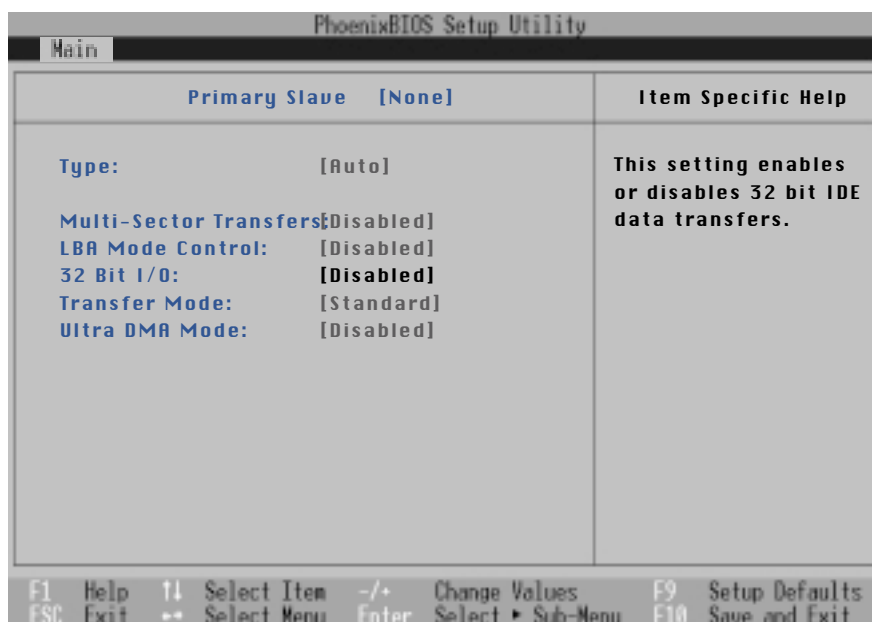 PhoenixBIOS Setup Utility
Main
Primary Slave [None]
Item Specific Help
Type: [Auto]
Multi-Sector Transfers:[Disabled]
LBA Mode Control: [Disabled]
32 Bit I/O: [Disabled]
Transfer Mode: [Standard]
Ultra DMA Mode: [Disabled]
This setting enables
or disables 32 bit IDE
data transfers.
F1 Help ↑↓ Select Item -/+ Change Values F9 Setup Defaults
ESC Exit ←→ Select Menu Enter Select ▸ Sub-Menu F10 Save and Exit